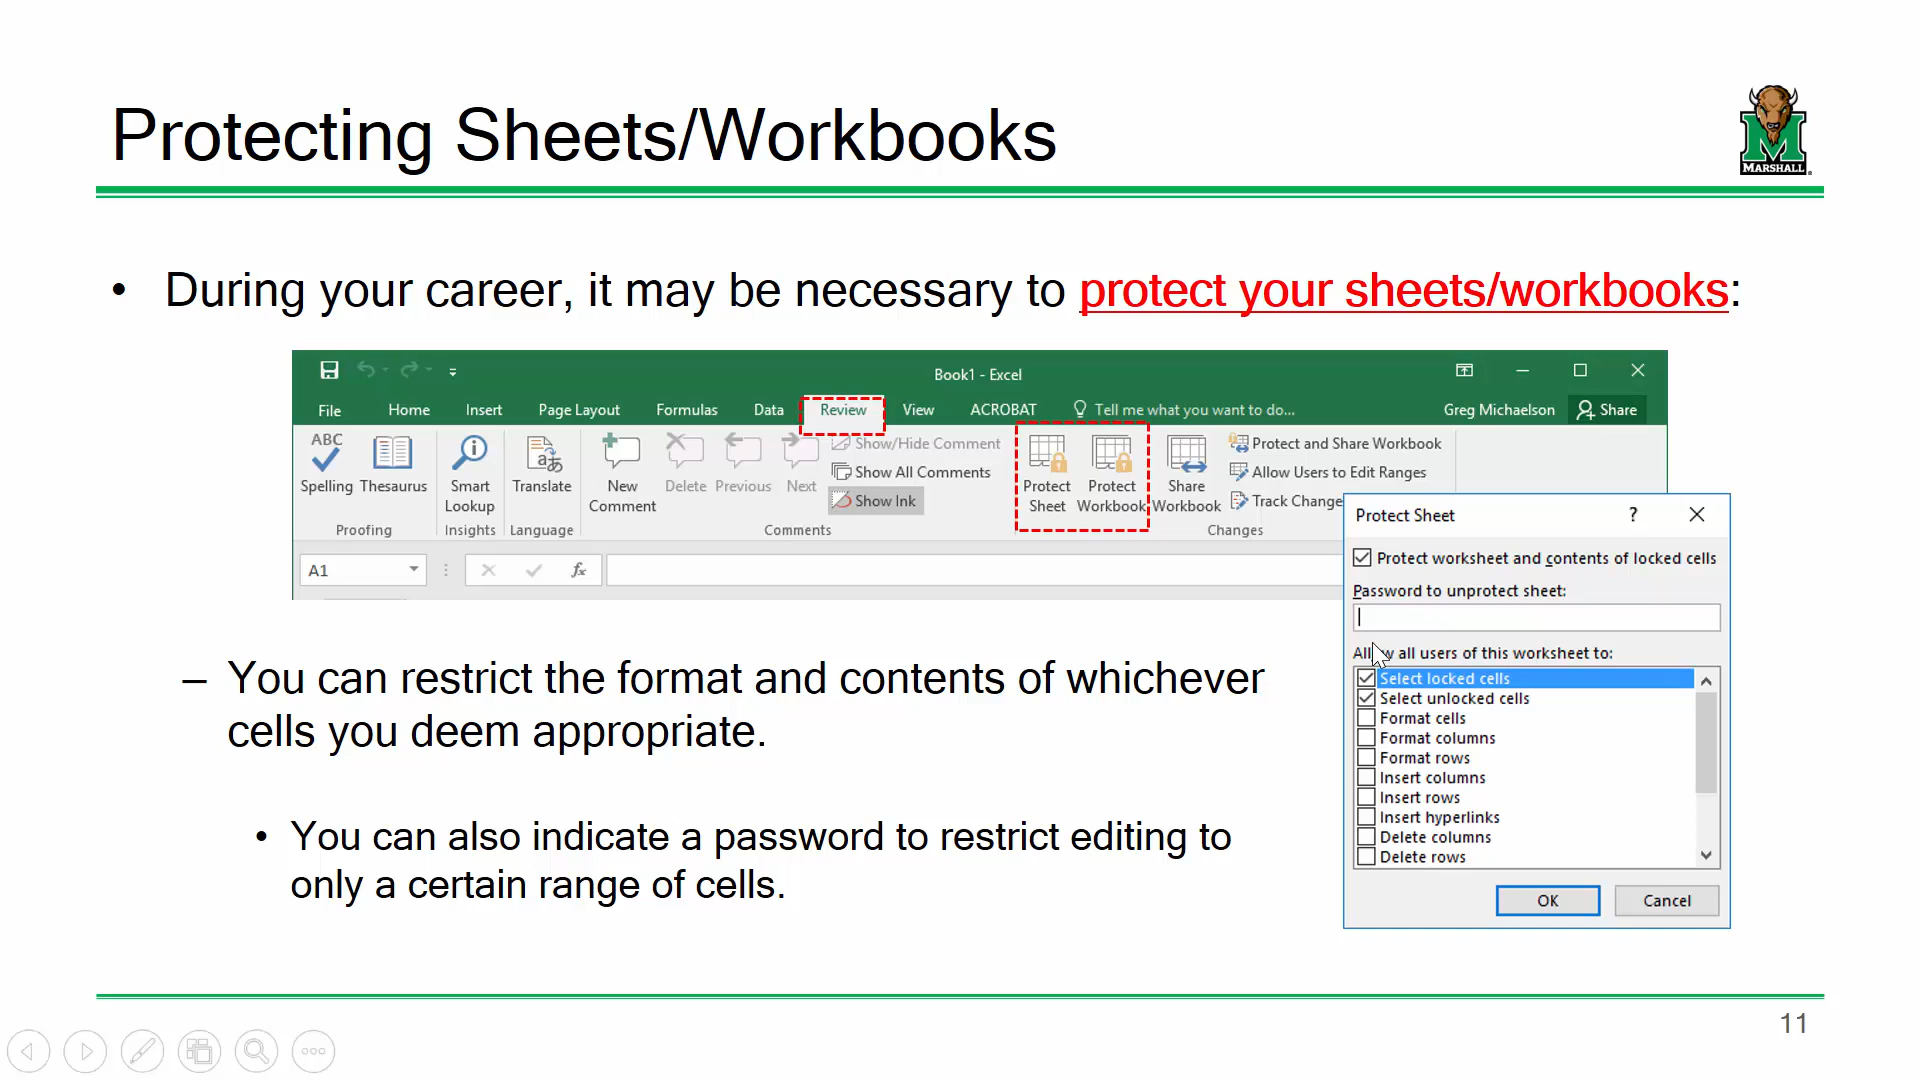 Protecting Sheets/Workbooks
MARSHALL
• During your career, it may be necessary to protect your sheets/workbooks:
Book1 - Excel
File Home Insert Page Layout Formulas Data Review View ACROBAT Tell me what you want to do... Greg Michaelson Share
ABC
Spelling Thesaurus
Proofing
Smart
Lookup
Insights
Translate
Language
New
Comment
Delete Previous Next
Show/Hide Comment
Show All Comments
Show Ink
Comments
Protect
Sheet
Protect
Workbook
Share
Workbook
Protect and Share Workbook
Allow Users to Edit Ranges
Track Change
Changes
A1
fx
Protect Sheet ?
Protect worksheet and contents of locked cells
Password to unprotect sheet:
Allow all users of this worksheet to:
Select locked cells
Select unlocked cells
Format cells
Format columns
Format rows
Insert columns
Insert rows
Insert hyperlinks
Delete columns
Delete rows
OK Cancel
– You can restrict the format and contents of whichever
cells you deem appropriate.
• You can also indicate a password to restrict editing to
only a certain range of cells.
11